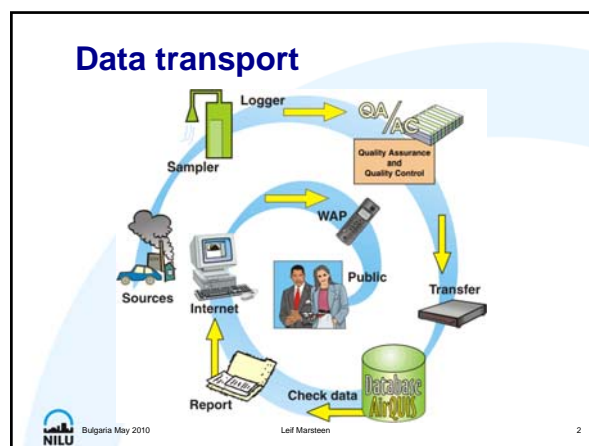 Data transport
Logger
QA/AC
Quality Assurance
and
Quality Control
Sampler
WAP
Sources
Internet
Public
Transfer
Report
Check data
Database
AirQUIS
NILU
Bulgaria May 2010
Leif Marsteen
2